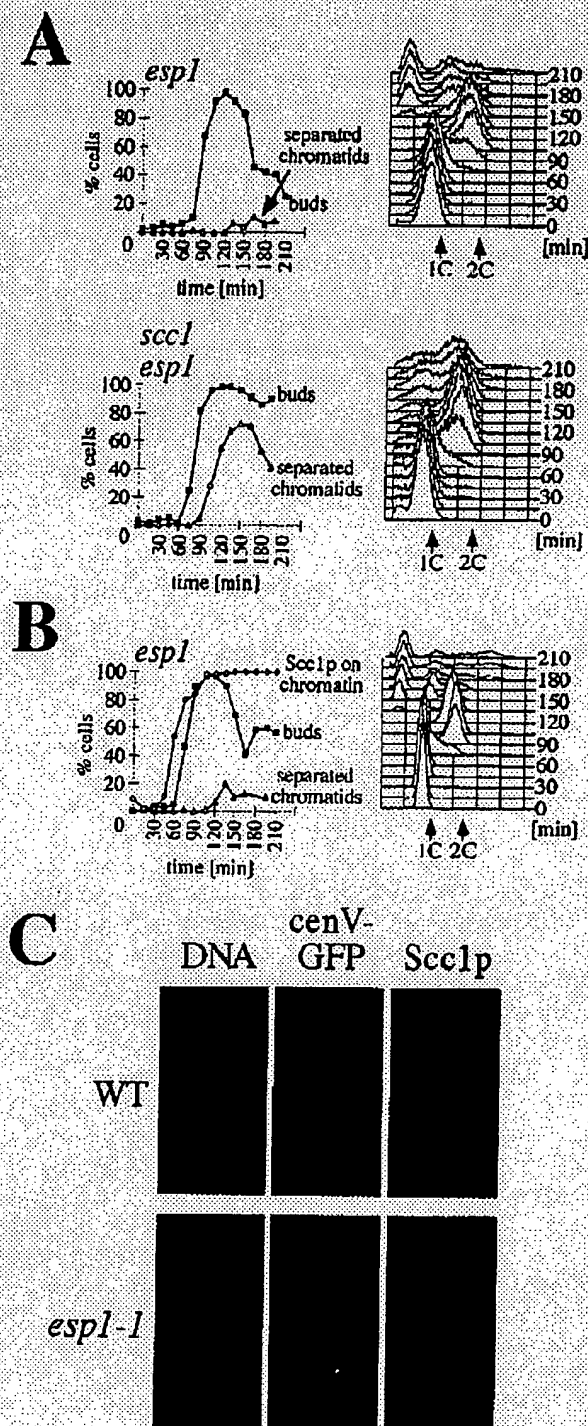 A
esp1
100
80
60
40
20
0
% cells
separated
chromatids
buds
30
60
90
120
150
180
210
time [min]
210
180
150
120
90
60
30
0
[min]
1C
2C
scc1
esp1
100
80
60
40
20
0
% cells
buds
separated
chromatids
30
60
90
120
150
180
210
time [min]
210
180
150
120
90
60
30
0
[min]
1C
2C
B
esp1
100
80
60
40
20
0
% cells
Scc1p on
chromatin
buds
separated
chromatids
30
60
90
120
150
180
210
time [min]
210
180
150
120
90
60
30
0
[min]
1C
2C
C
DNA
cenV-
GFP
Scc1p
WT
esp1-1